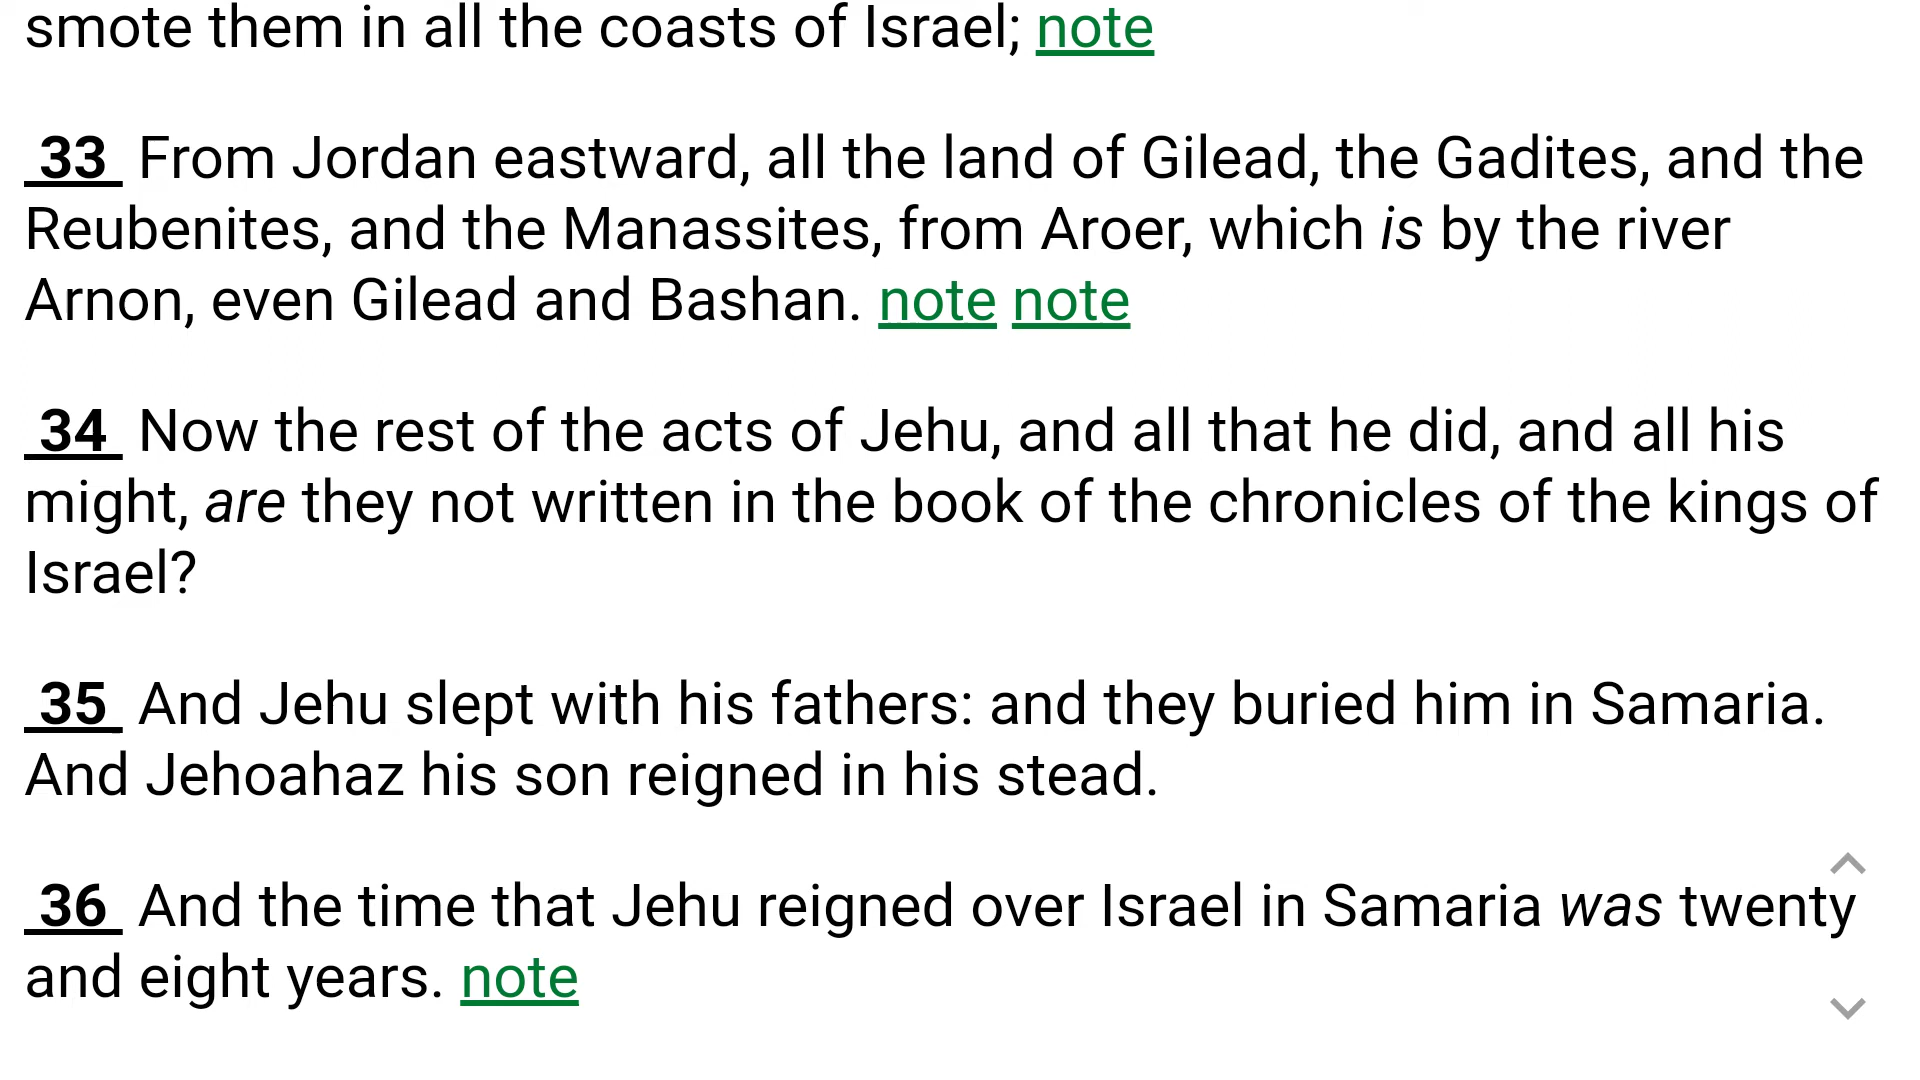 smote them in all the coasts of Israel; note
33 From Jordan eastward, all the land of Gilead, the Gadites, and the
Reubenites, and the Manassites, from Aroer, which is by the river
Arnon, even Gilead and Bashan. note note
34 Now the rest of the acts of Jehu, and all that he did, and all his
might, are they not written in the book of the chronicles of the kings of
Israel?
35 And Jehu slept with his fathers: and they buried him in Samaria.
And Jehoahaz his son reigned in his stead.
36 And the time that Jehu reigned over Israel in Samaria was twenty
and eight years. note